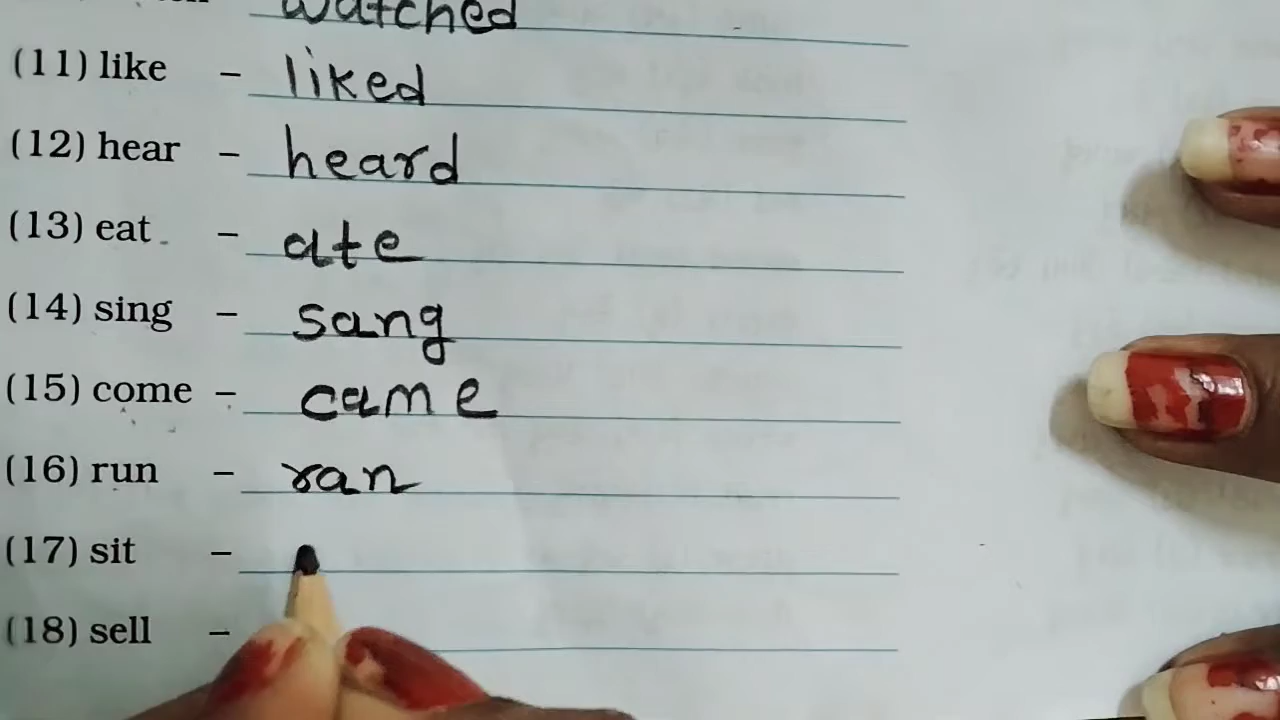 watched
(11) like - liked
(12) hear - heard
(13) eat - ate
(14) sing - sang
(15) come - came
(16) run - ran
(17) sit -
(18) sell -